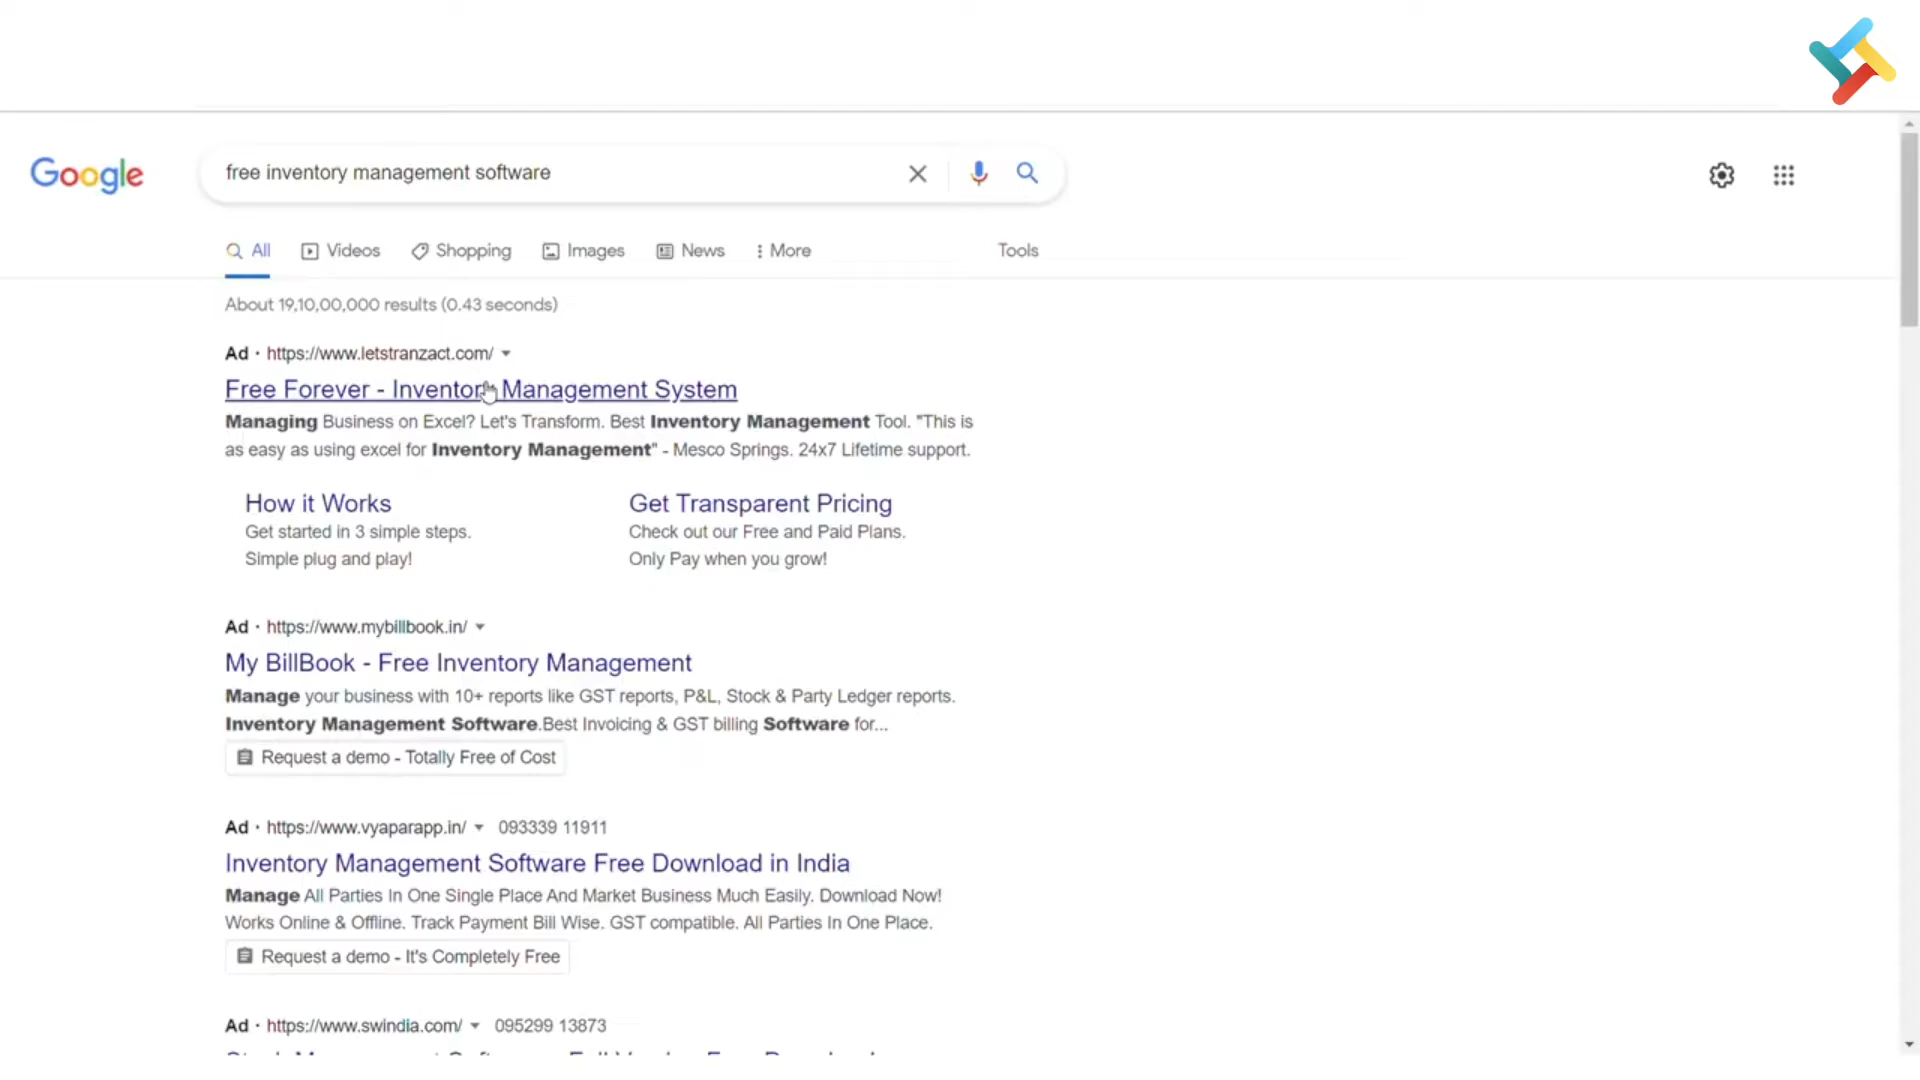 Google
free inventory management software
All Videos Shopping Images News More Tools
About 19,10,00,000 results (0.43 seconds)
Ad · https://www.letstranzact.com/
Free Forever - Inventory Management System
Managing Business on Excel? Let's Transform. Best Inventory Management Tool. "This is
as easy as using excel for Inventory Management" - Mesco Springs. 24x7 Lifetime support.
How it Works
Get started in 3 simple steps.
Simple plug and play!
Get Transparent Pricing
Check out our Free and Paid Plans.
Only Pay when you grow!
Ad · https://www.mybillbook.in/
My BillBook - Free Inventory Management
Manage your business with 10+ reports like GST reports, P&L, Stock & Party Ledger reports.
Inventory Management Software.Best Invoicing & GST billing Software for...
Request a demo - Totally Free of Cost
Ad · https://www.vyaparapp.in/ 093339 11911
Inventory Management Software Free Download in India
Manage All Parties In One Single Place And Market Business Much Easily. Download Now!
Works Online & Offline. Track Payment Bill Wise. GST compatible. All Parties In One Place.
Request a demo - It's Completely Free
Ad · https://www.swindia.com/ 095299 13873